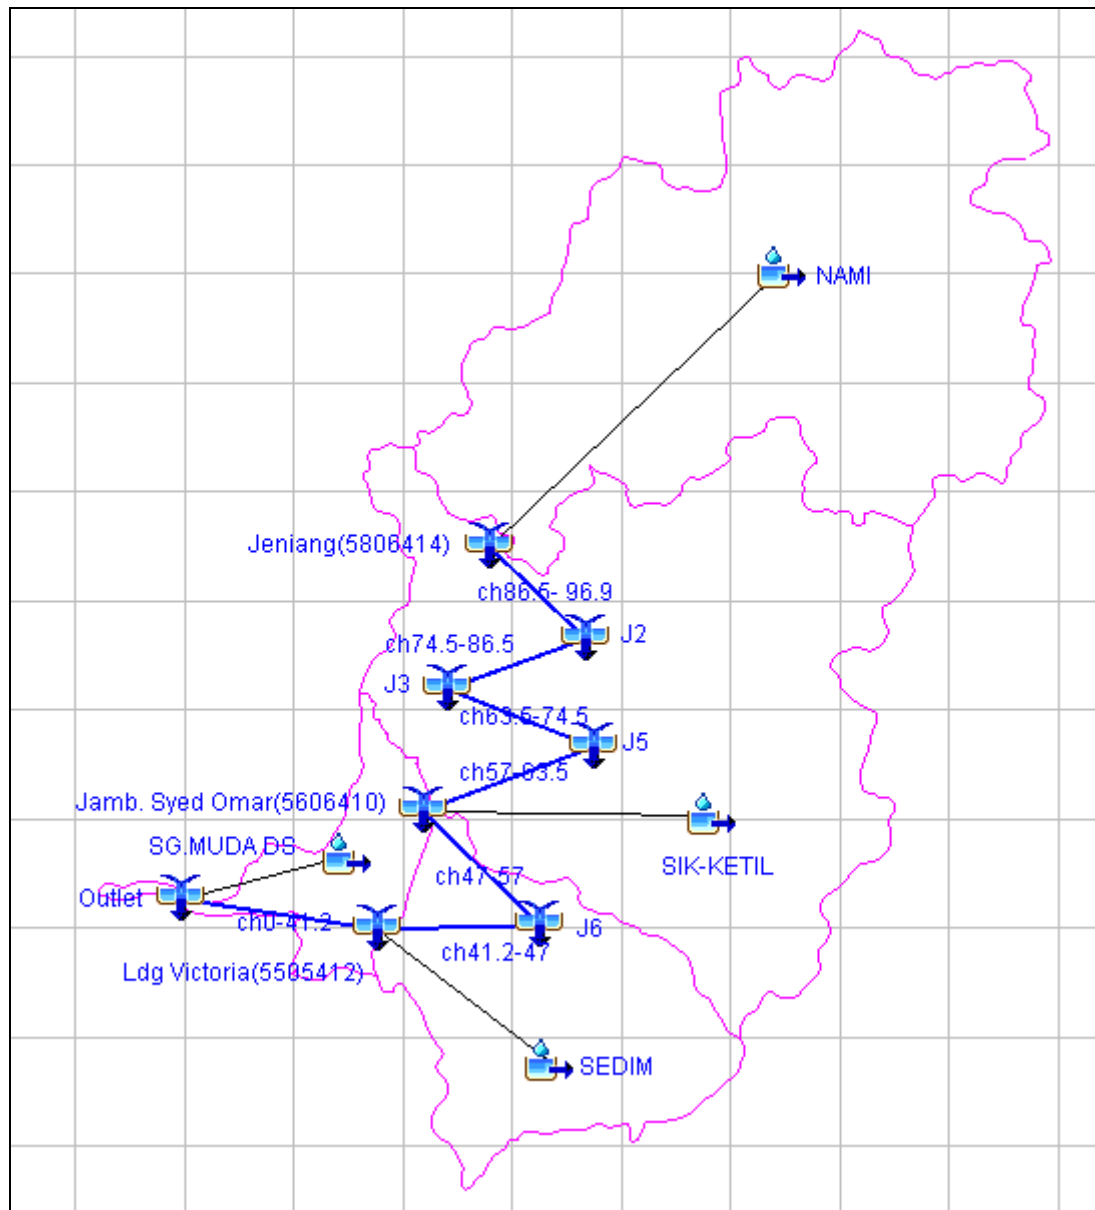 NAMI
Jeniang(5806414)
ch86.5- 96.9
J2
ch74.5-86.5
J3
ch63.5-74.5
J5
ch57-63.5
Jamb. Syed Omar(5606410)
SG.MUDA DS
SIK-KETIL
ch47-57
Outlet
ch0-41.2
J6
ch41.2-47
Ldg Victoria(5505412)
SEDIM